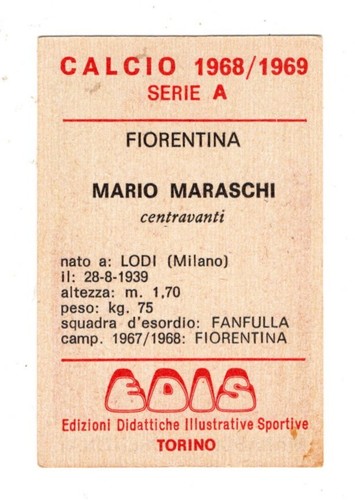 CALCIO 1968/1969
SERIE A
FIORENTINA
MARIO MARASCHI
centravanti
nato a: LODI (Milano)
il: 28-8-1939
altezza: m. 1,70
peso: kg. 75
squadra d'esordio: FANFULLA
camp. 1967/1968: FIORENTINA
EDIS
Edizioni Didattiche Illustrative Sportive
TORINO